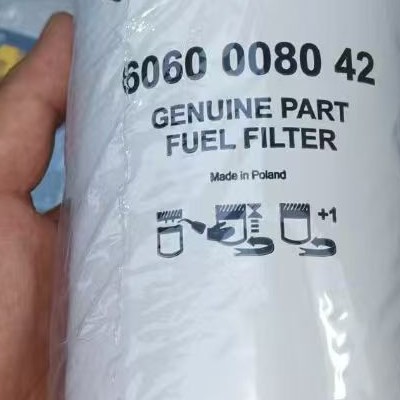 6060 0080 42
GENUINE PART
FUEL FILTER
Made in Poland
+1